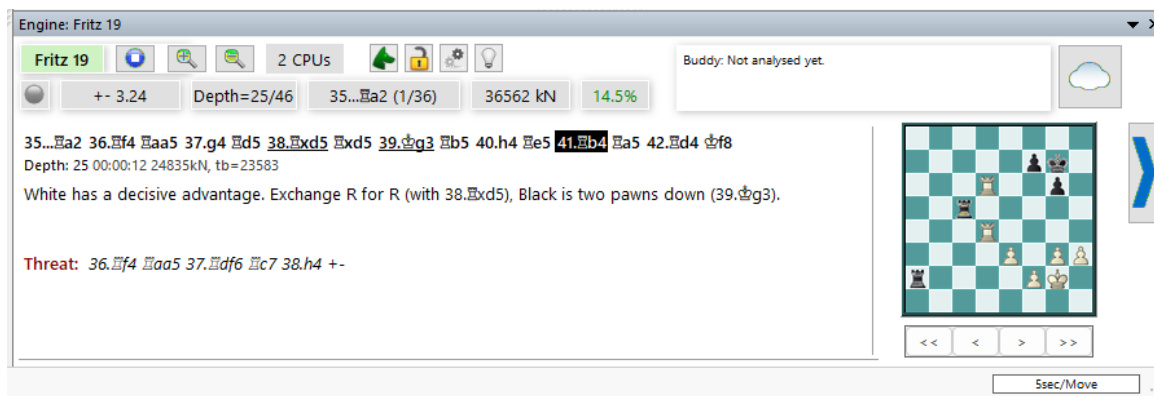 Engine: Fritz 19
Fritz 19
2 CPUs
Buddy: Not analysed yet.
+- 3.24
Depth=25/46
35...♖a2 (1/36)
36562 kN
14.5%
35...♖a2 36.♖f4 ♖aa5 37.g4 ♖d5 38.♖xd5 ♖xd5 39.♔g3 ♖b5 40.h4 ♖e5 41.♖b4 ♖a5 42.♖d4 ♔f8
Depth: 25 00:00:12 24835kN, tb=23583
White has a decisive advantage. Exchange R for R (with 38.♖xd5), Black is two pawns down (39.♔g3).
Threat: 36.♖f4 ♖aa5 37.♖df6 ♖c7 38.h4 +-
<< < > >>
5sec/Move